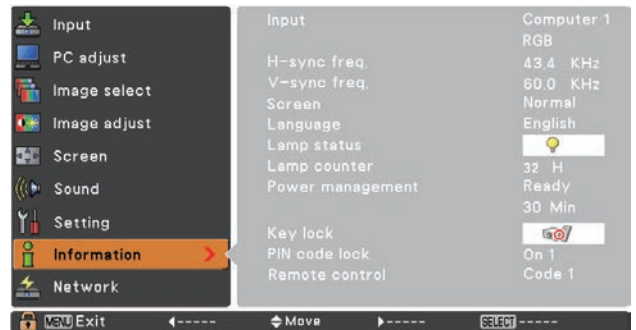 Input
PC adjust
Image select
Image adjust
Screen
Sound
Setting
Information
Network
Input Computer 1
RGB
H-sync freq. 43,4 KHz
V-sync freq. 60.0 KHz
Screen Normal
Language English
Lamp status
Lamp counter 32 H
Power management Ready
30 Min
Key lock
PIN code lock On 1
Remote control Code 1
MENU Exit ----- Move ----- SELECT -----